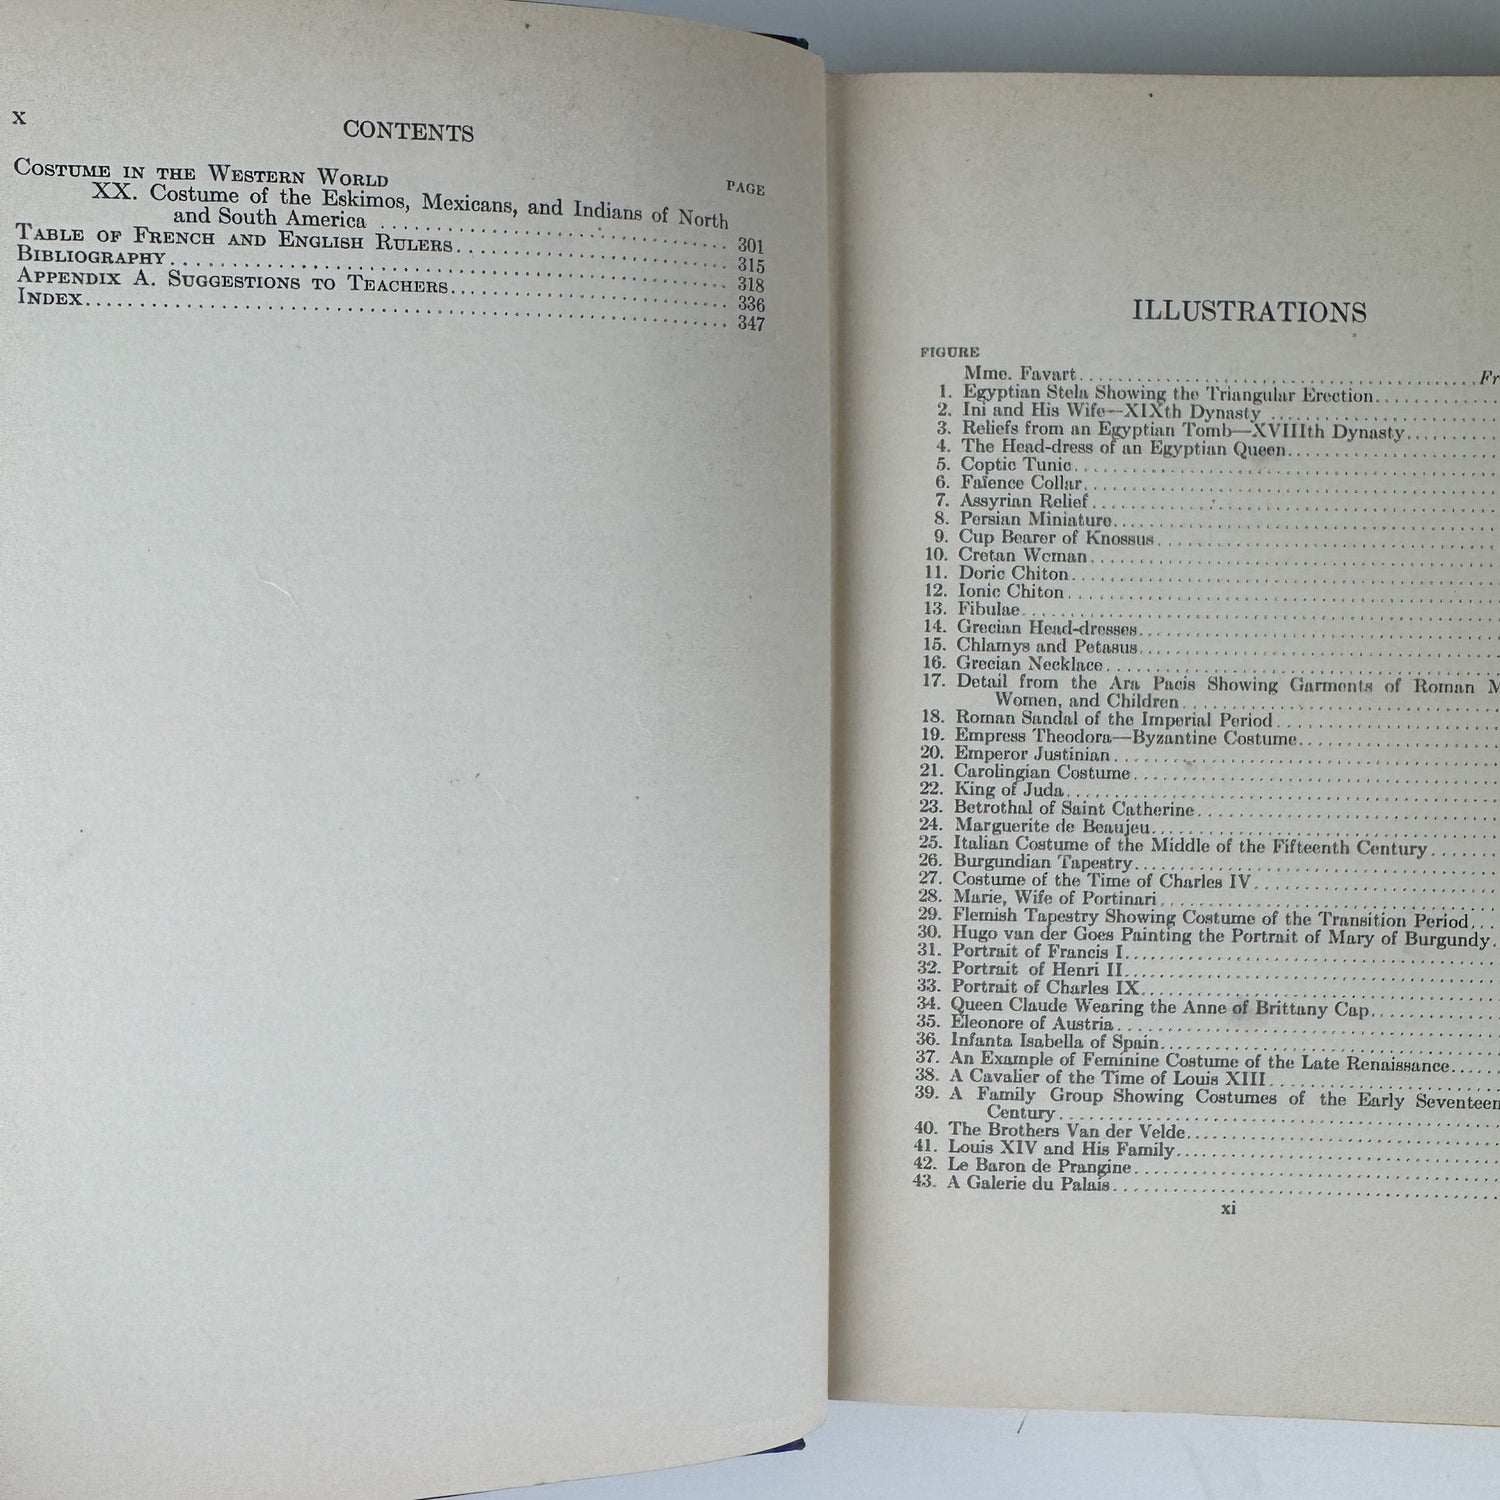 x
CONTENTS
COSTUME IN THE WESTERN WORLD PAGE
XX. Costume of the Eskimos, Mexicans, and Indians of North
and South America 301
TABLE OF FRENCH AND ENGLISH RULERS 315
BIBLIOGRAPHY 318
APPENDIX A. SUGGESTIONS TO TEACHERS 336
INDEX 347
ILLUSTRATIONS
FIGURE
Mme. Favart Fr
1. Egyptian Stela Showing the Triangular Erection
2. Ini and His Wife—XIXth Dynasty
3. Reliefs from an Egyptian Tomb—XVIIIth Dynasty
4. The Head-dress of an Egyptian Queen
5. Coptic Tunic
6. Faïence Collar
7. Assyrian Relief
8. Persian Miniature
9. Cup Bearer of Knossus
10. Cretan Woman
11. Doric Chiton
12. Ionic Chiton
13. Fibulae
14. Grecian Head-dresses
15. Chlamys and Petasus
16. Grecian Necklace
17. Detail from the Ara Pacis Showing Garments of Roman M
Women, and Children
18. Roman Sandal of the Imperial Period
19. Empress Theodora—Byzantine Costume
20. Emperor Justinian
21. Carolingian Costume
22. King of Juda
23. Betrothal of Saint Catherine
24. Marguerite de Beaujeu
25. Italian Costume of the Middle of the Fifteenth Century
26. Burgundian Tapestry
27. Costume of the Time of Charles IV
28. Marie, Wife of Portinari
29. Flemish Tapestry Showing Costume of the Transition Period
30. Hugo van der Goes Painting the Portrait of Mary of Burgundy
31. Portrait of Francis I
32. Portrait of Henri II
33. Portrait of Charles IX
34. Queen Claude Wearing the Anne of Brittany Cap
35. Eleonore of Austria
36. Infanta Isabella of Spain
37. An Example of Feminine Costume of the Late Renaissance
38. A Cavalier of the Time of Louis XIII
39. A Family Group Showing Costumes of the Early Seventeen
Century
40. The Brothers Van der Velde
41. Louis XIV and His Family
42. Le Baron de Prangine
43. A Galerie du Palais
xi